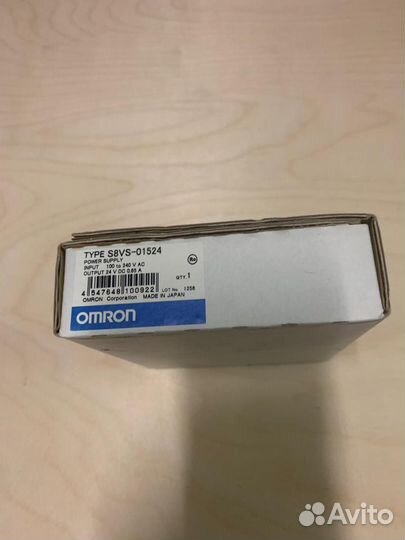 TYPE S8VS-01524
POWER SUPPLY
INPUT 100 to 240 V AC
OUTPUT 24 V DC 0.65 A
QTY. 1
4 547648 100922
LOT No. 1258
OMRON Corporation MADE IN JAPAN
OMRON
Avito